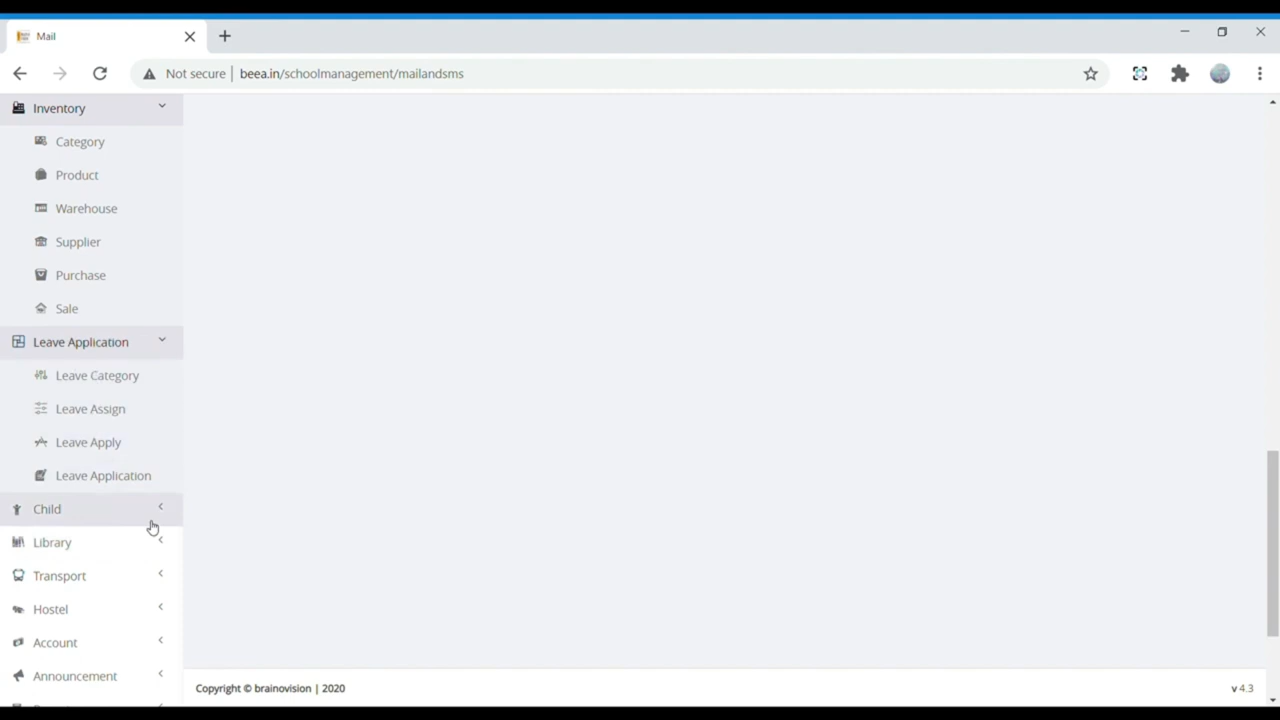 Mail
Not secure beea.in/schoolmanagement/mailandsms
Inventory
Category
Product
Warehouse
Supplier
Purchase
Sale
Leave Application
Leave Category
Leave Assign
Leave Apply
Leave Application
Child
Library
Transport
Hostel
Account
Announcement
Copyright © brainovision | 2020
v 4.3